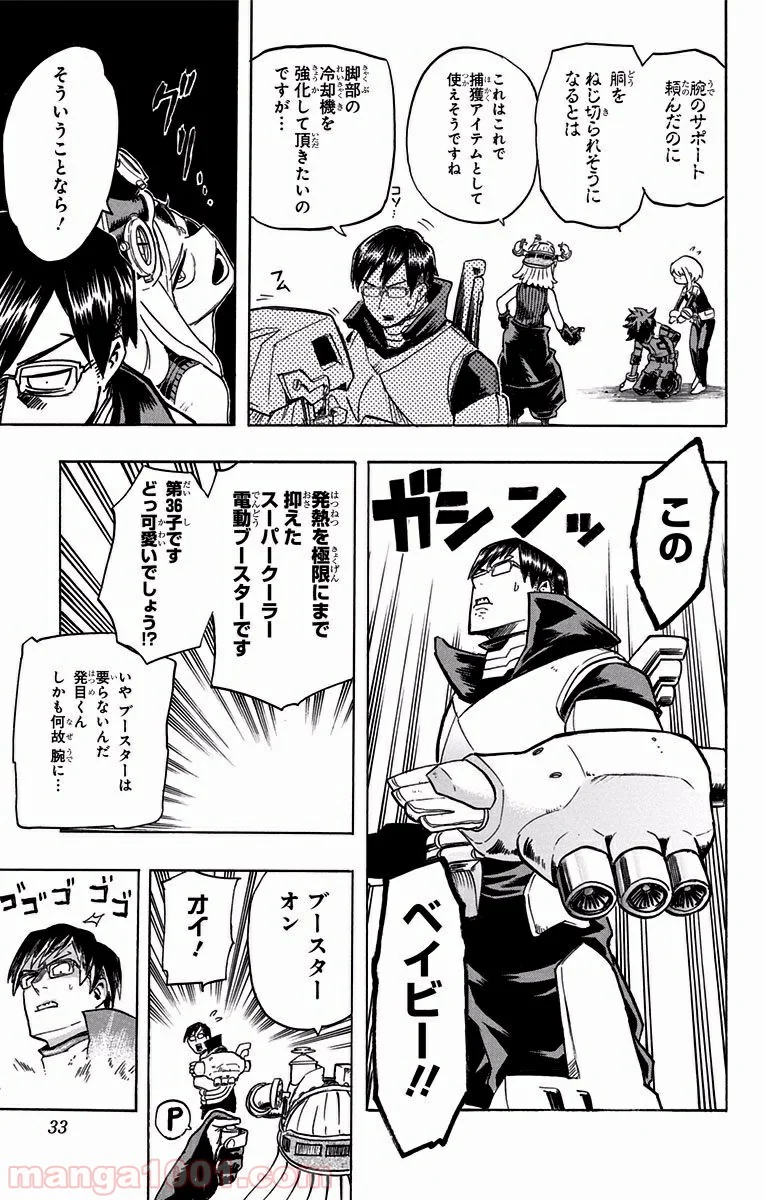 腕のサポート
頼んだのに
胴を
ねじ切られそうに
なるとは
これはこれで
捕獲アイテムとして
使えそうですね
コソ…
脚部の
冷却機を
強化して頂きたいの
ですが…
そういうことなら！
ガシンッ
この
ベイビー!!
発熱を極限にまで
抑えた
スーパークーラー
電動ブースターです
第36子です
どっ可愛いでしょう!?
いや ブースターは
要らないんだ
発目くん
しかも何故 腕に…
ブースター
オン
オイ！
P
ゴゴゴゴゴ
33
manga1001.com